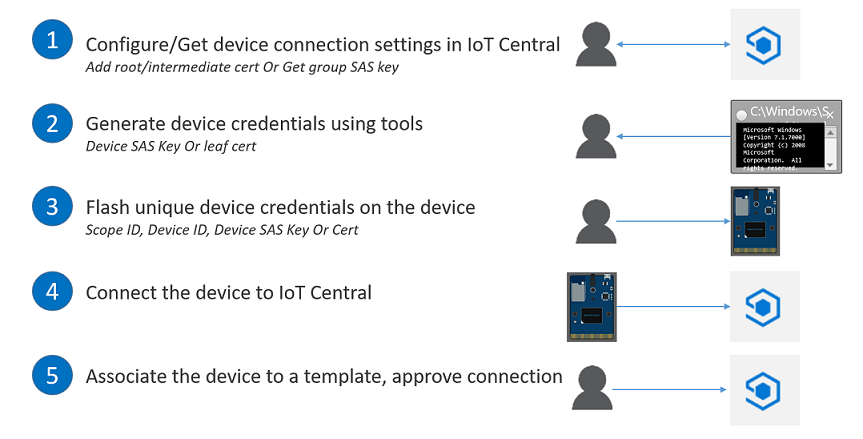 1
Configure/Get device connection settings in IoT Central
Add root/intermediate cert Or Get group SAS key
2
Generate device credentials using tools
Device SAS Key Or leaf cert
C:\Windows\S
Microsoft Windows
[Version 7.1.7000]
Copyright (c) 2008
Microsoft
Corporation. All
rights reserved.
3
Flash unique device credentials on the device
Scope ID, Device ID, Device SAS Key Or Cert
4
Connect the device to IoT Central
5
Associate the device to a template, approve connection